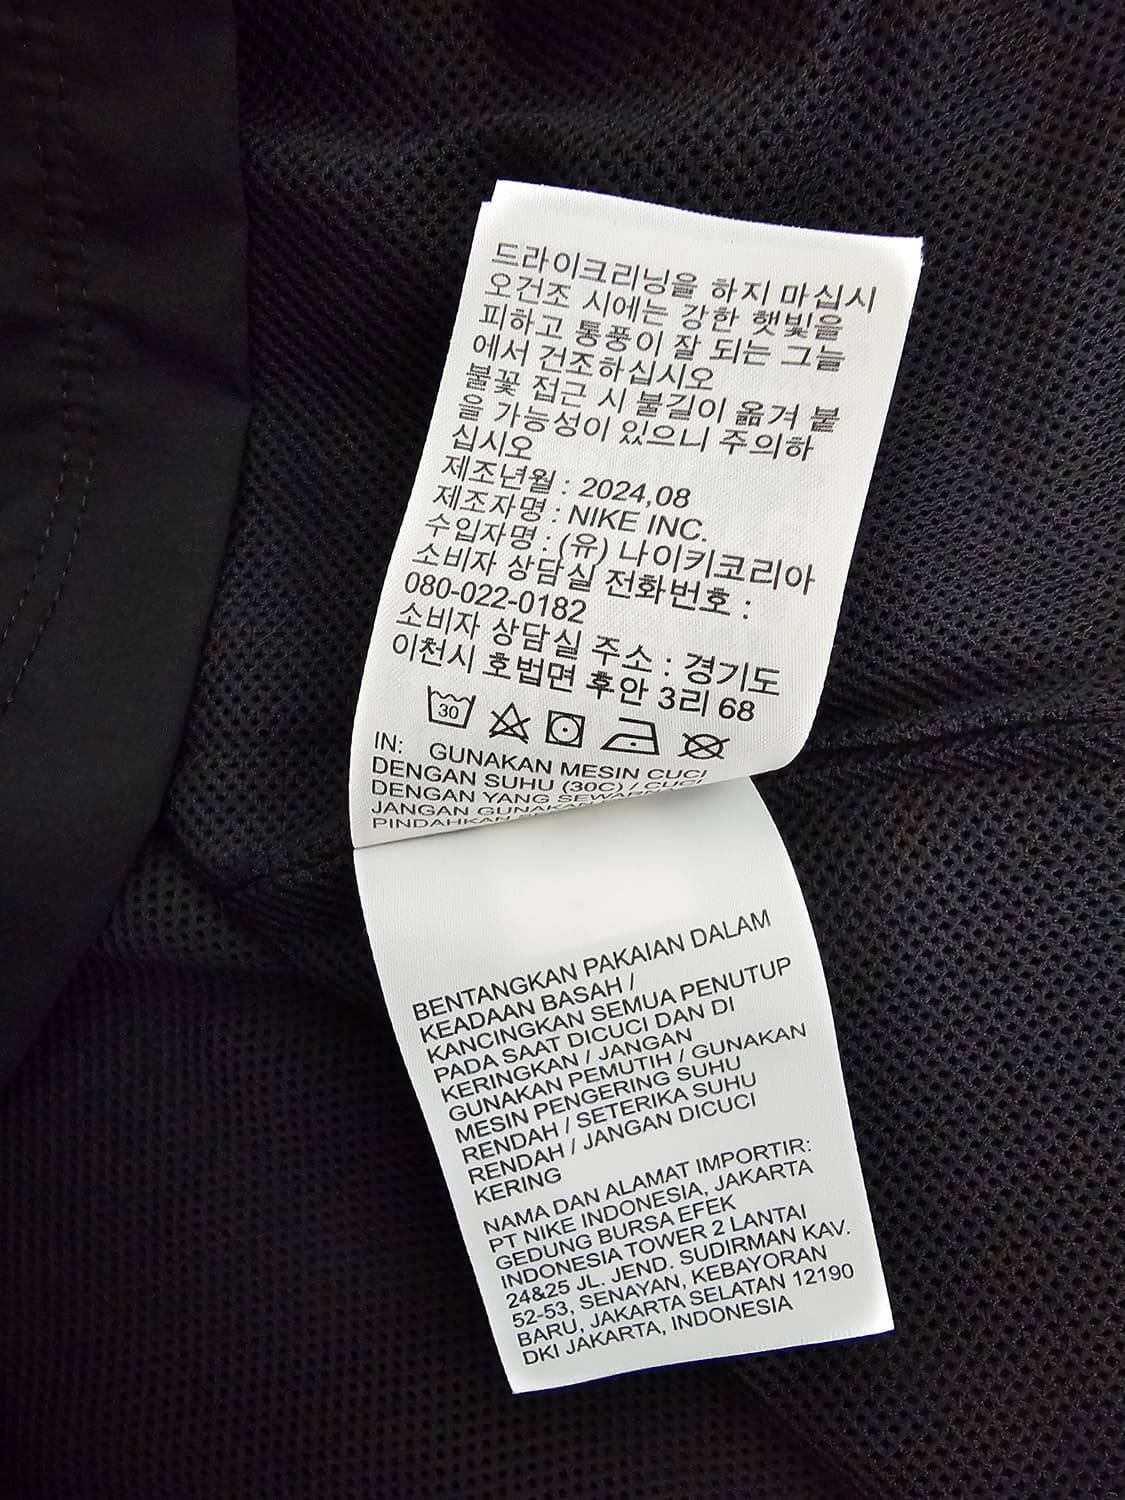 드라이크리닝을 하지 마십시
오건조 시에는 강한 햇빛을
피하고 통풍이 잘 되는 그늘
에서 건조하십시오
불꽃 접근 시 불길이 옮겨 붙
을 가능성이 있으니 주의하
십시오
제조년월 : 2024,08
제조자명 : NIKE INC.
수입자명 : (유) 나이키코리아
소비자 상담실 전화번호 :
080-022-0182
소비자 상담실 주소 : 경기도
이천시 호법면 후안 3리 68
30
IN: GUNAKAN MESIN CUCI
DENGAN SUHU (30C) / CUCI
DENGAN YANG
JANGAN
PINDAHKAN
BENTANGKAN PAKAIAN DALAM
KEADAAN BASAH /
KANCINGKAN SEMUA PENUTUP
PADA SAAT DICUCI DAN DI
KERINGKAN / JANGAN
GUNAKAN PEMUTIH / GUNAKAN
MESIN PENGERING SUHU
RENDAH / SETERIKA SUHU
RENDAH / JANGAN DICUCI
KERING
NAMA DAN ALAMAT IMPORTIR:
PT NIKE INDONESIA, JAKARTA
GEDUNG BURSA EFEK
INDONESIA TOWER 2 LANTAI
24&25 JL. JEND. SUDIRMAN KAV.
52-53, SENAYAN, KEBAYORAN
BARU, JAKARTA SELATAN 12190
DKI JAKARTA, INDONESIA